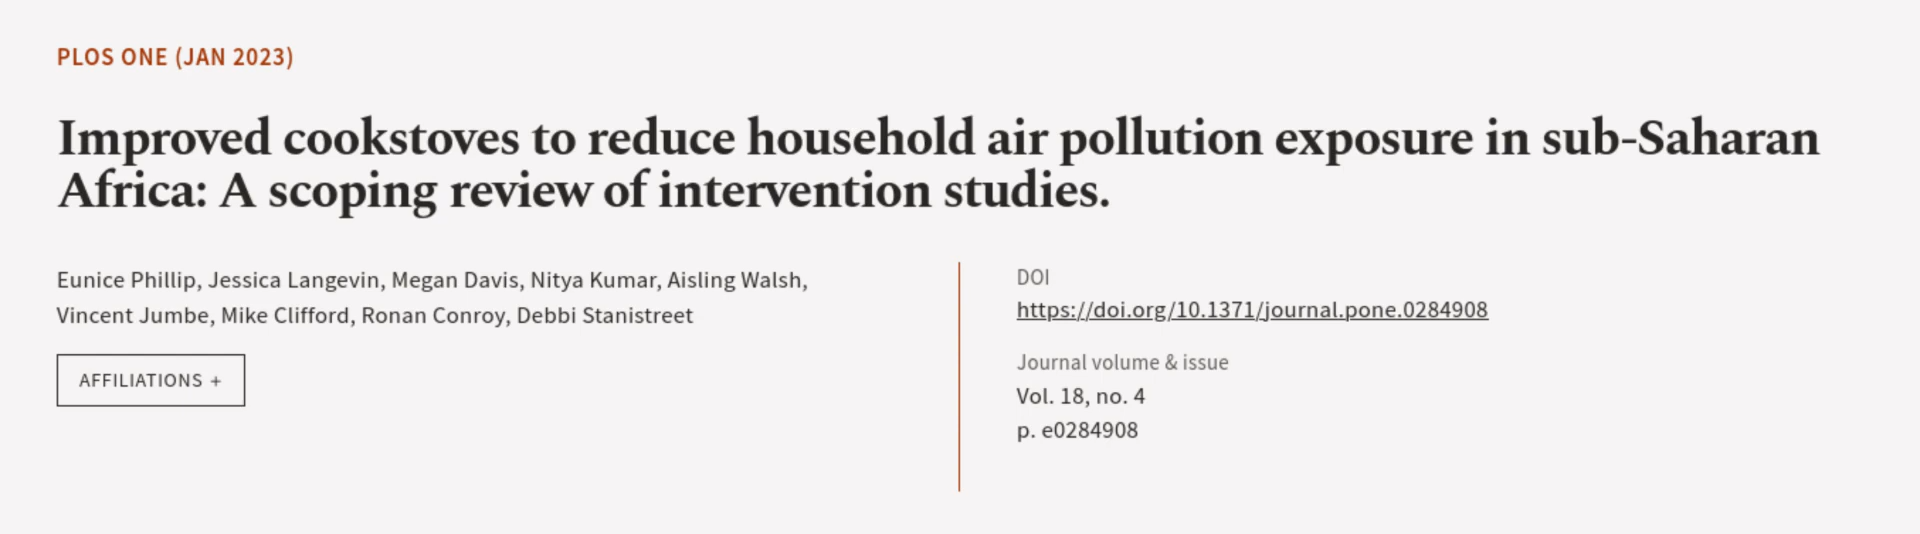 PLOS ONE (JAN 2023)
Improved cookstoves to reduce household air pollution exposure in sub-Saharan
Africa: A scoping review of intervention studies.
Eunice Phillip, Jessica Langevin, Megan Davis, Nitya Kumar, Aisling Walsh,
Vincent Jumbe, Mike Clifford, Ronan Conroy, Debbi Stanistreet
AFFILIATIONS +
DOI
https://doi.org/10.1371/journal.pone.0284908
Journal volume & issue
Vol. 18, no. 4
p. e0284908